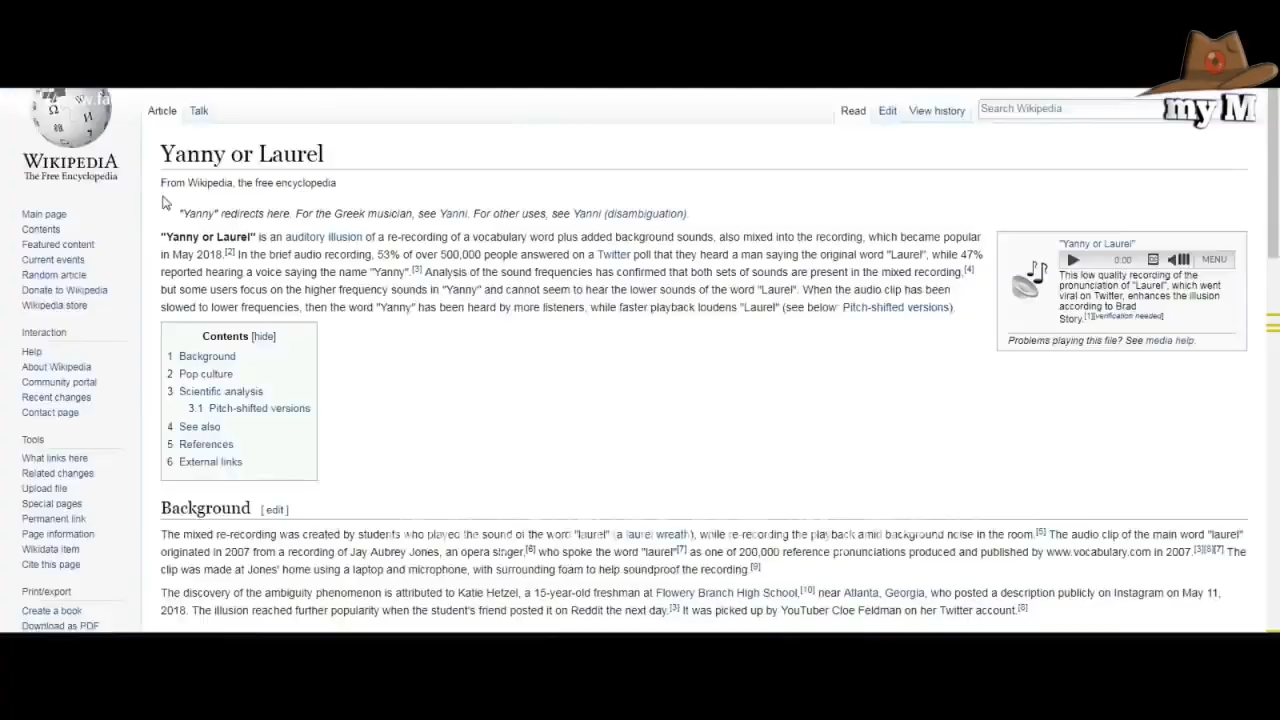 my M
Article
Talk
Read
Edit
View history
Search Wikipedia
WIKIPEDIA
The Free Encyclopedia
Yanny or Laurel
From Wikipedia, the free encyclopedia
"Yanny" redirects here. For the Greek musician, see Yanni. For other uses, see Yanni (disambiguation).
"Yanny or Laurel" is an auditory illusion of a re-recording of a vocabulary word plus added background sounds, also mixed into the recording, which became popular
in May 2018.[2] In the brief audio recording, 53% of over 500,000 people answered on a Twitter poll that they heard a man saying the original word "Laurel", while 47%
reported hearing a voice saying the name "Yanny".[3] Analysis of the sound frequencies has confirmed that both sets of sounds are present in the mixed recording,[4]
but some users focus on the higher frequency sounds in "Yanny" and cannot seem to hear the lower sounds of the word "Laurel". When the audio clip has been
slowed to lower frequencies, then the word "Yanny" has been heard by more listeners, while faster playback loudens "Laurel" (see below: Pitch-shifted versions).
"Yanny or Laurel"
0:00
MENU
This low quality recording of the
pronunciation of "Laurel", which went
viral on Twitter, enhances the illusion
according to Brad
Story.[1][verification needed]
Problems playing this file? See media help.
Contents [hide]
1 Background
2 Pop culture
3 Scientific analysis
3.1 Pitch-shifted versions
4 See also
5 References
6 External links
Background [ edit ]
The mixed re-recording was created by students who played the sound of the word "laurel" (a laurel wreath), while re-recording the playback amid background noise in the room.[5] The audio clip of the main word "laurel"
originated in 2007 from a recording of Jay Aubrey Jones, an opera singer,[6] who spoke the word "laurel"[7] as one of 200,000 reference pronunciations produced and published by www.vocabulary.com in 2007.[3][8][7] The
clip was made at Jones' home using a laptop and microphone, with surrounding foam to help soundproof the recording.[9]
The discovery of the ambiguity phenomenon is attributed to Katie Hetzel, a 15-year-old freshman at Flowery Branch High School,[10] near Atlanta, Georgia, who posted a description publicly on Instagram on May 11,
2018. The illusion reached further popularity when the student's friend posted it on Reddit the next day.[3] It was picked up by YouTuber Cloe Feldman on her Twitter account.[8]
Main page
Contents
Featured content
Current events
Random article
Donate to Wikipedia
Wikipedia store
Interaction
Help
About Wikipedia
Community portal
Recent changes
Contact page
Tools
What links here
Related changes
Upload file
Special pages
Permanent link
Page information
Wikidata item
Cite this page
Print/export
Create a book
Download as PDF